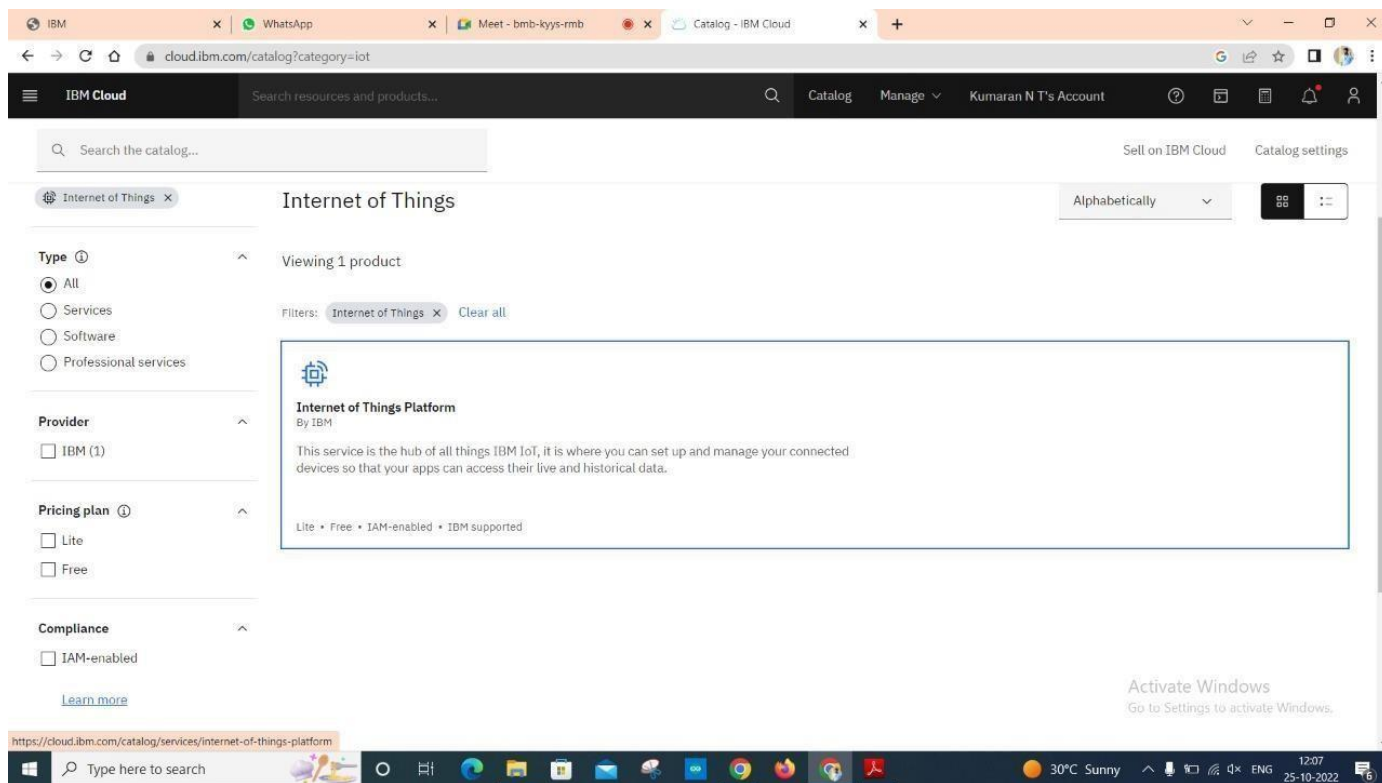 IBM
WhatsApp
Meet - bmb-kyys-rmb
Catalog - IBM Cloud
cloud.ibm.com/catalog?category=iot
IBM Cloud
Search resources and products...
Catalog
Manage
Kumaran N T's Account
Search the catalog...
Sell on IBM Cloud
Catalog settings
Internet of Things
Internet of Things
Alphabetically
Type
All
Services
Software
Professional services
Viewing 1 product
Filters: Internet of Things Clear all
Internet of Things Platform
By IBM
This service is the hub of all things IBM IoT, it is where you can set up and manage your connected
devices so that your apps can access their live and historical data.
Lite • Free • IAM-enabled • IBM supported
Provider
IBM (1)
Pricing plan
Lite
Free
Compliance
IAM-enabled
Learn more
Activate Windows
Go to Settings to activate Windows.
https://cloud.ibm.com/catalog/services/internet-of-things-platform
Type here to search
30°C Sunny
ENG
12:07
25-10-2022
6